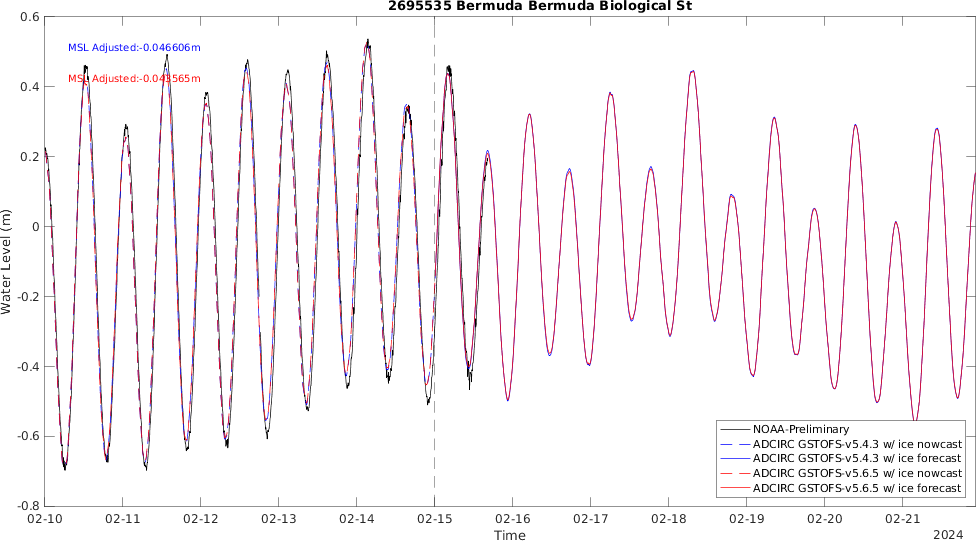 2695535 Bermuda Bermuda Biological St
0.6
MSL Adjusted:-0.046606m
MSL Adjusted:-0.043565m
0.4
0.2
0
-0.2
-0.4
-0.6
-0.8
Water Level (m)
NOAA-Preliminary
ADCIRC GSTOFS-v5.4.3 w/ ice nowcast
ADCIRC GSTOFS-v5.4.3 w/ ice forecast
ADCIRC GSTOFS-v5.6.5 w/ ice nowcast
ADCIRC GSTOFS-v5.6.5 w/ ice forecast
02-10 02-11 02-12 02-13 02-14 02-15 02-16 02-17 02-18 02-19 02-20 02-21
Time
2024